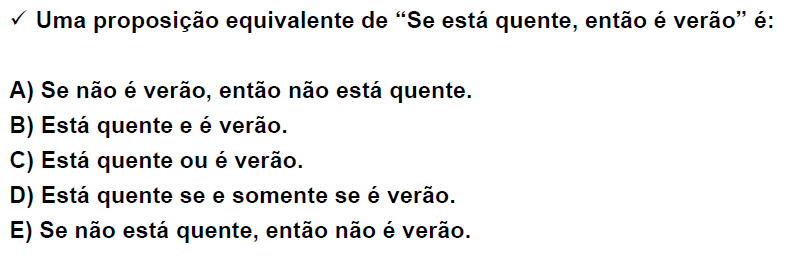 ✓ Uma proposição equivalente de “Se está quente, então é verão” é:
A) Se não é verão, então não está quente.
B) Está quente e é verão.
C) Está quente ou é verão.
D) Está quente se e somente se é verão.
E) Se não está quente, então não é verão.